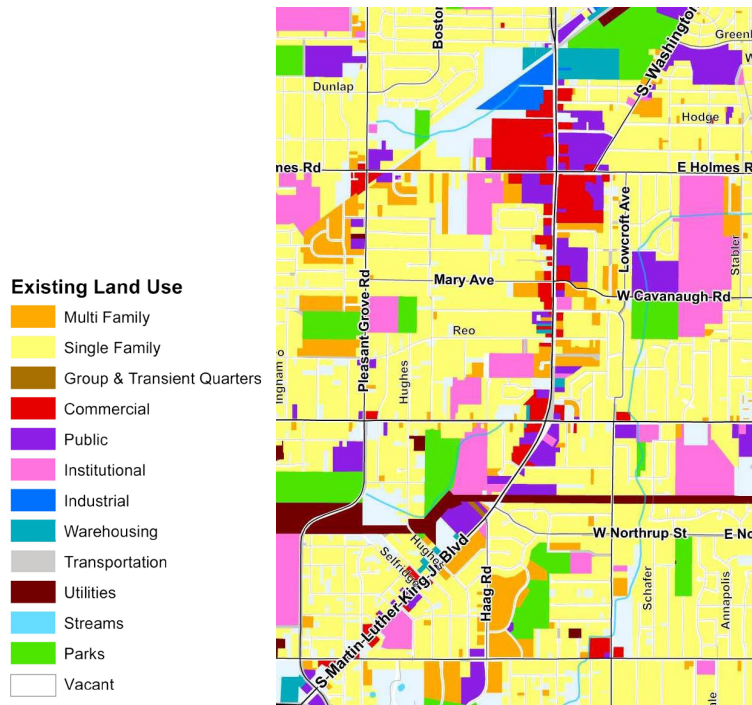 Boston
S. Washington
Greenl
W
Dunlap
Hodge
mes Rd
E Holmes R
Lowcroft Ave
Stabler
Mary Ave
W Cavanaugh Rd
Existing Land Use
Multi Family
Single Family
Group & Transient Quarters
Commercial
Public
Institutional
Industrial
Warehousing
Transportation
Utilities
Streams
Parks
Vacant
Pleasant Grove Rd
Reo
Ingham
Hughes
W Northrup St
E No
Hughes
Selfridge
S Martin Luther King Jr Blvd
Haag Rd
Schafer
Annapolis